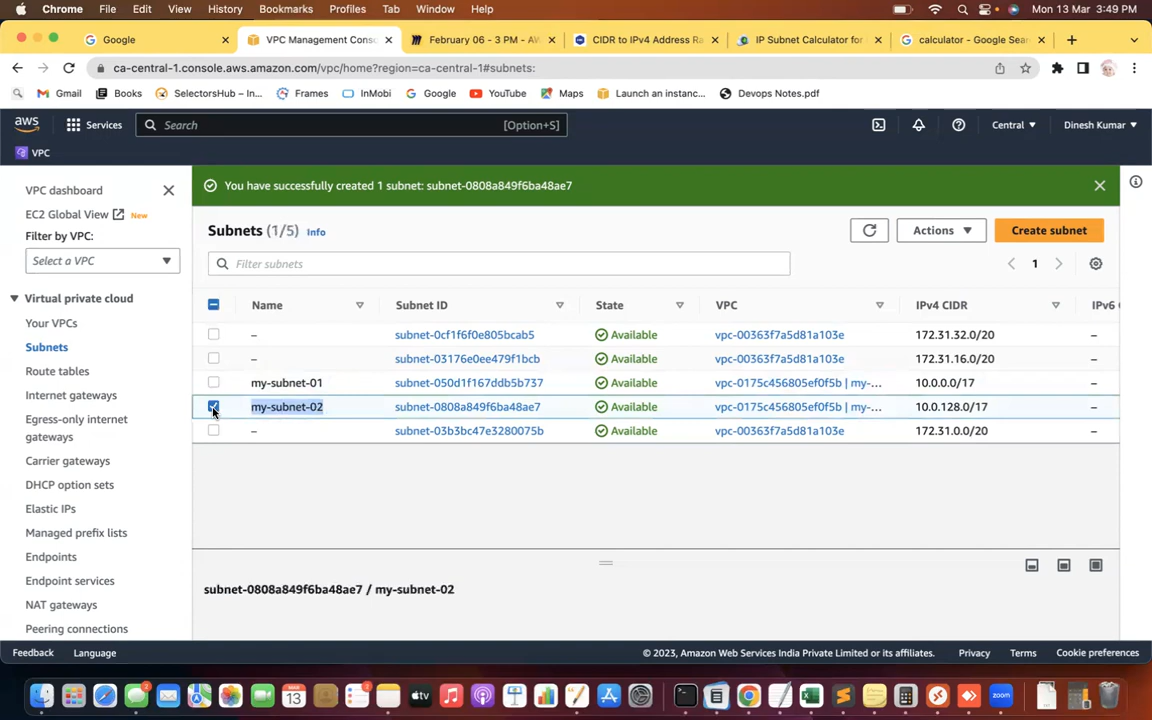 Chrome File Edit View History Bookmarks Profiles Tab Window Help Mon 13 Mar 3:49 PM
Google VPC Management Conso February 06 - 3 PM - AW CIDR to IPv4 Address Ra IP Subnet Calculator for calculator - Google Sear
ca-central-1.console.aws.amazon.com/vpc/home?region=ca-central-1#subnets:
Gmail Books SelectorsHub – In... Frames InMobi Google YouTube Maps Launch an instanc... Devops Notes.pdf
aws Services Search [Option+S] Central Dinesh Kumar
VPC
VPC dashboard
EC2 Global View New
Filter by VPC:
Select a VPC
Virtual private cloud
Your VPCs
Subnets
Route tables
Internet gateways
Egress-only internet
gateways
Carrier gateways
DHCP option sets
Elastic IPs
Managed prefix lists
Endpoints
Endpoint services
NAT gateways
Peering connections
You have successfully created 1 subnet: subnet-0808a849f6ba48ae7
Subnets (1/5) Info Actions Create subnet
Filter subnets 1
Name Subnet ID State VPC IPv4 CIDR IPv6
– subnet-0cf1f6f0e805bcab5 Available vpc-00363f7a5d81a103e 172.31.32.0/20 –
– subnet-03176e0ee479f1bcb Available vpc-00363f7a5d81a103e 172.31.16.0/20 –
my-subnet-01 subnet-050d1f167ddb5b737 Available vpc-0175c456805ef0f5b | my-... 10.0.0.0/17 –
my-subnet-02 subnet-0808a849f6ba48ae7 Available vpc-0175c456805ef0f5b | my-... 10.0.128.0/17 –
– subnet-03b3bc47e3280075b Available vpc-00363f7a5d81a103e 172.31.0.0/20 –
subnet-0808a849f6ba48ae7 / my-subnet-02
Feedback Language © 2023, Amazon Web Services India Private Limited or its affiliates. Privacy Terms Cookie preferences
MAR
13
tv
zoom